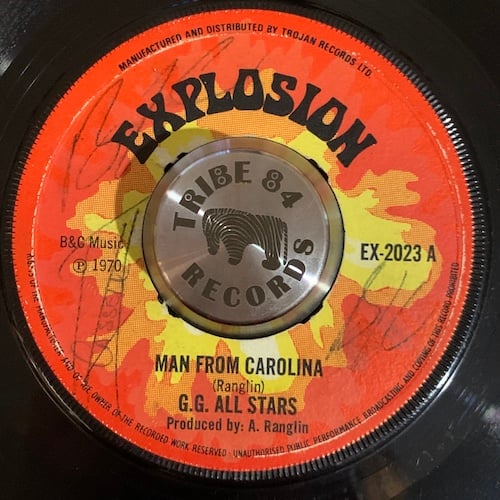 MANUFACTURED AND DISTRIBUTED BY TROJAN RECORDS LTD.
EXPLOSION
TRIBE 84
RECORDS
B&C Music
Ⓟ 1970
EX-2023 A
MAN FROM CAROLINA
(Ranglin)
G.G. ALL STARS
Produced by: A. Ranglin
OWNER OF THE RECORDED WORK RESERVED - UNAUTHORISED PUBLIC PERFORMANCE BROADCASTING AND COPYING OF THIS RECORD PROHIBITED